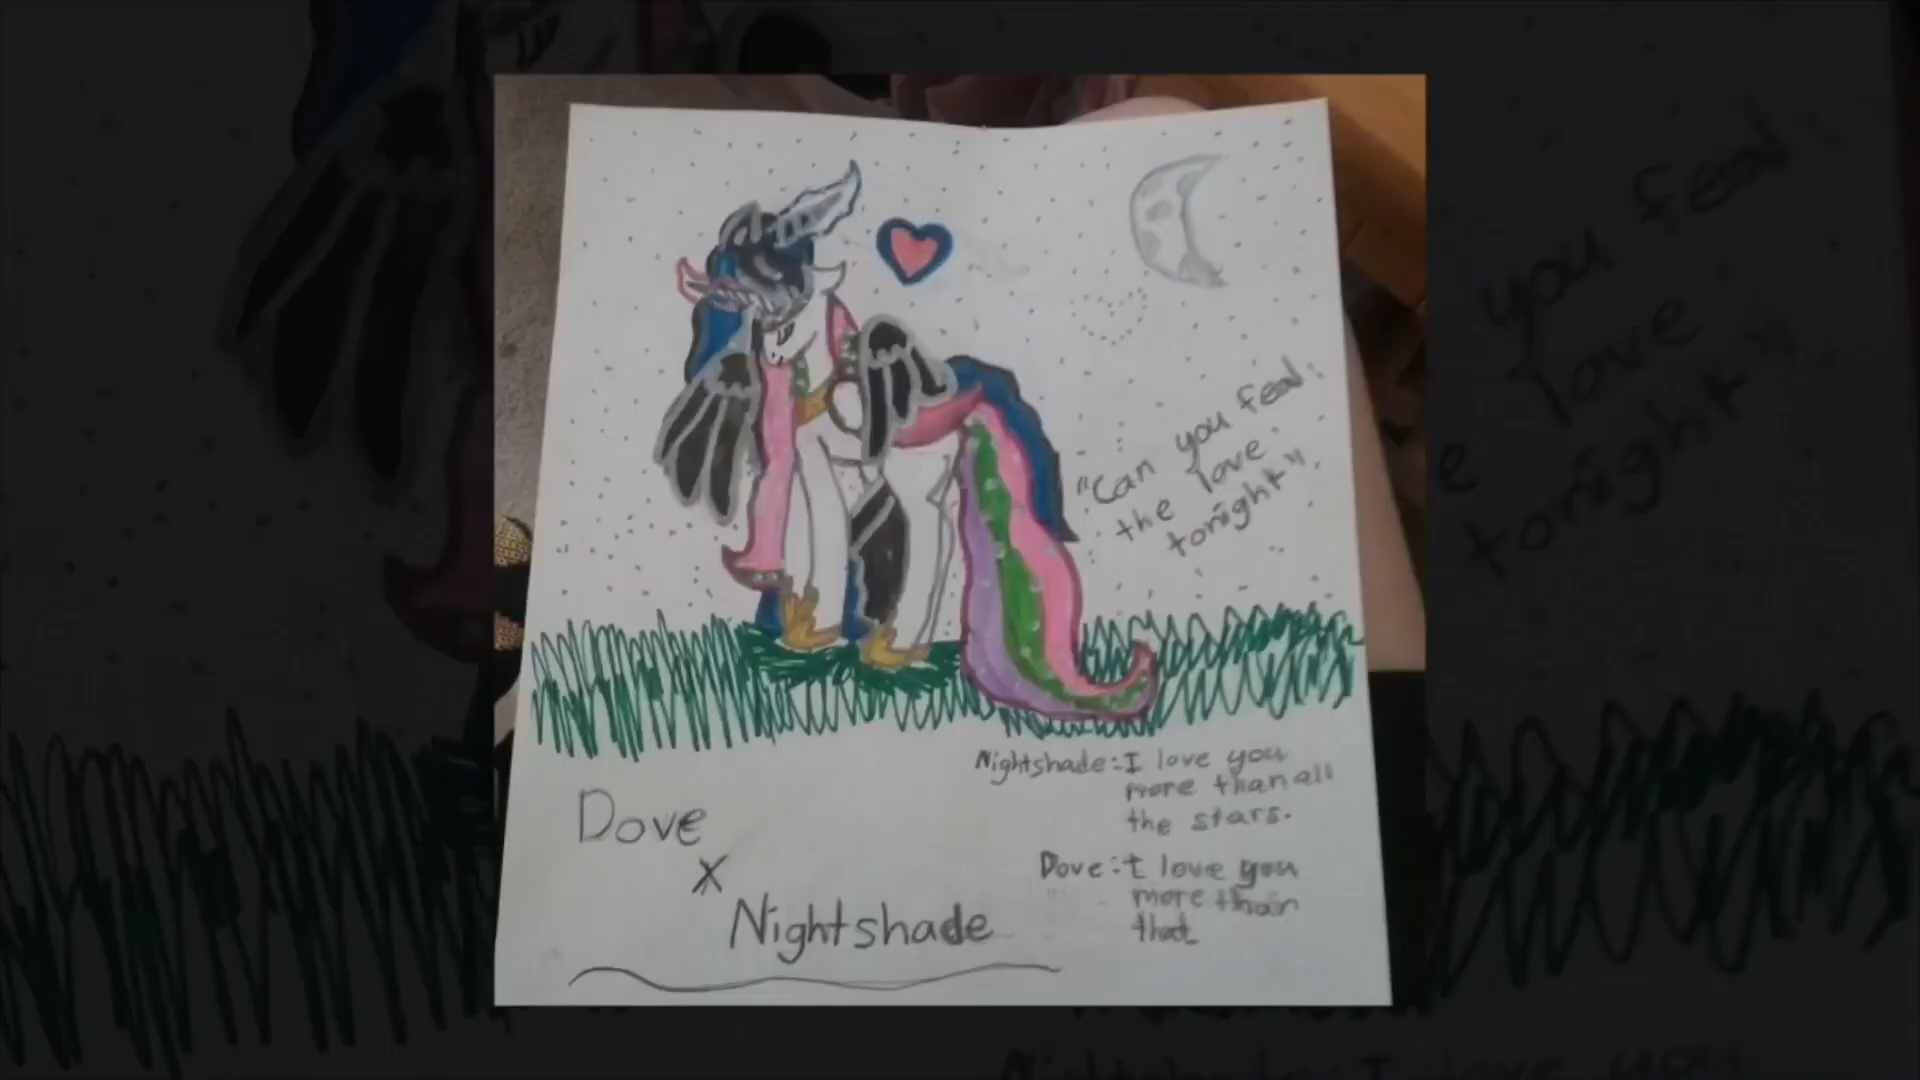 "Can you feel
the love
tonight"
Nightshade: I love you
more than all
the stars.
Dove: I love you
more than
that
Dove
x
Nightshade